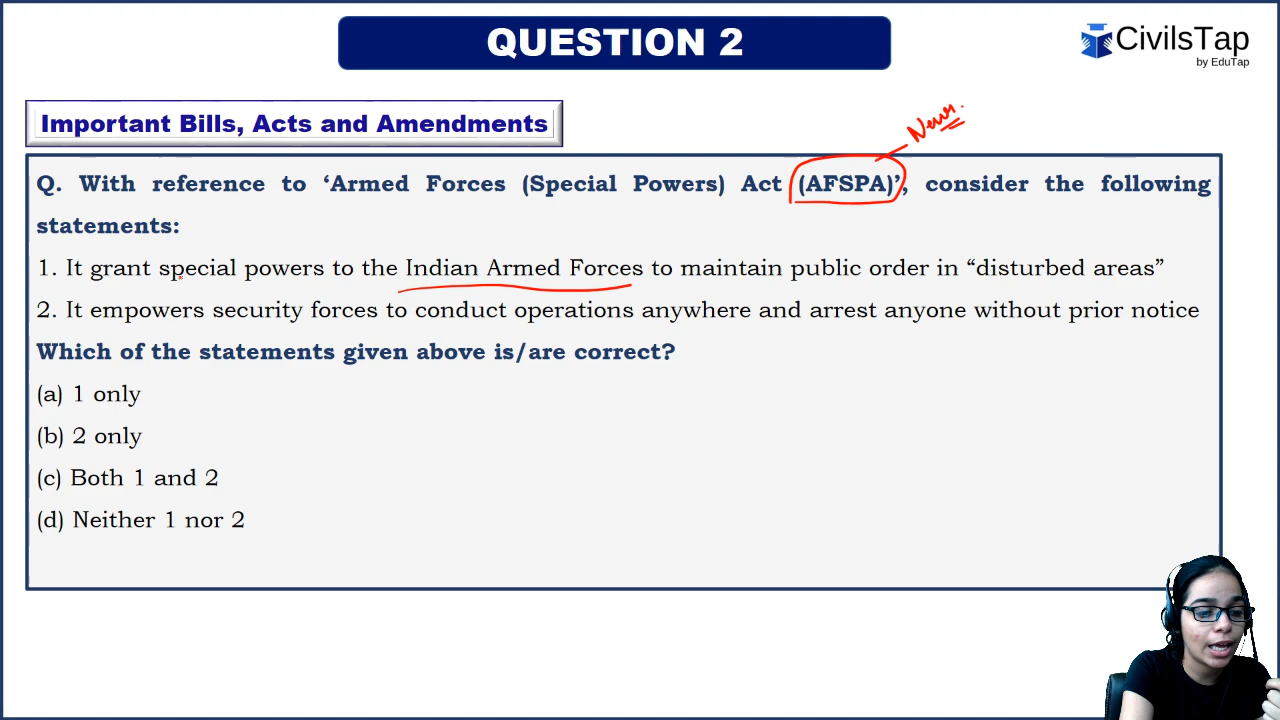 QUESTION 2
CivilsTap
by EduTap
Important Bills, Acts and Amendments
News
Q. With reference to ‘Armed Forces (Special Powers) Act (AFSPA)’, consider the following
statements:
1. It grant special powers to the Indian Armed Forces to maintain public order in “disturbed areas”
2. It empowers security forces to conduct operations anywhere and arrest anyone without prior notice
Which of the statements given above is/are correct?
(a) 1 only
(b) 2 only
(c) Both 1 and 2
(d) Neither 1 nor 2